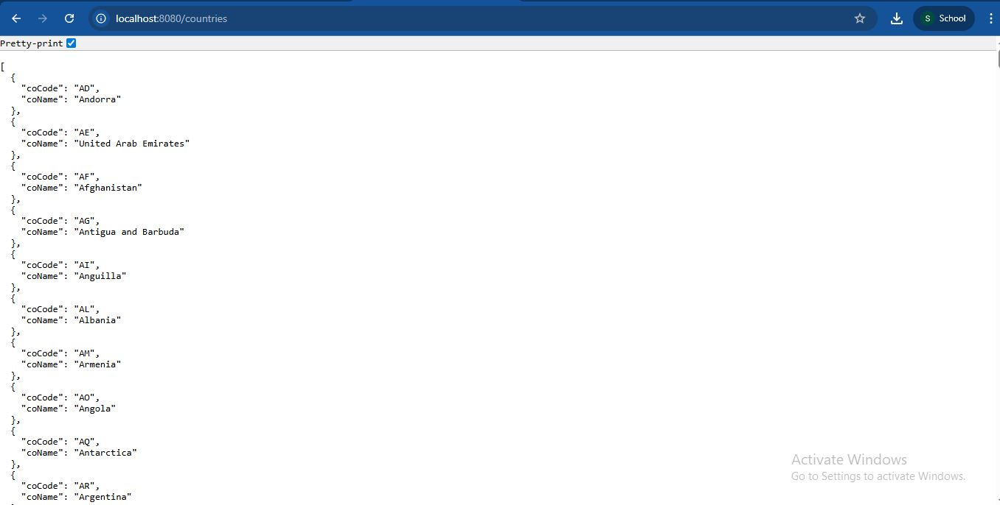 localhost:8080/countries
S School
Pretty-print
[
{
"coCode": "AD",
"coName": "Andorra"
},
{
"coCode": "AE",
"coName": "United Arab Emirates"
},
{
"coCode": "AF",
"coName": "Afghanistan"
},
{
"coCode": "AG",
"coName": "Antigua and Barbuda"
},
{
"coCode": "AI",
"coName": "Anguilla"
},
{
"coCode": "AL",
"coName": "Albania"
},
{
"coCode": "AM",
"coName": "Armenia"
},
{
"coCode": "AO",
"coName": "Angola"
},
{
"coCode": "AQ",
"coName": "Antarctica"
},
{
"coCode": "AR",
"coName": "Argentina"
Activate Windows
Go to Settings to activate Windows.